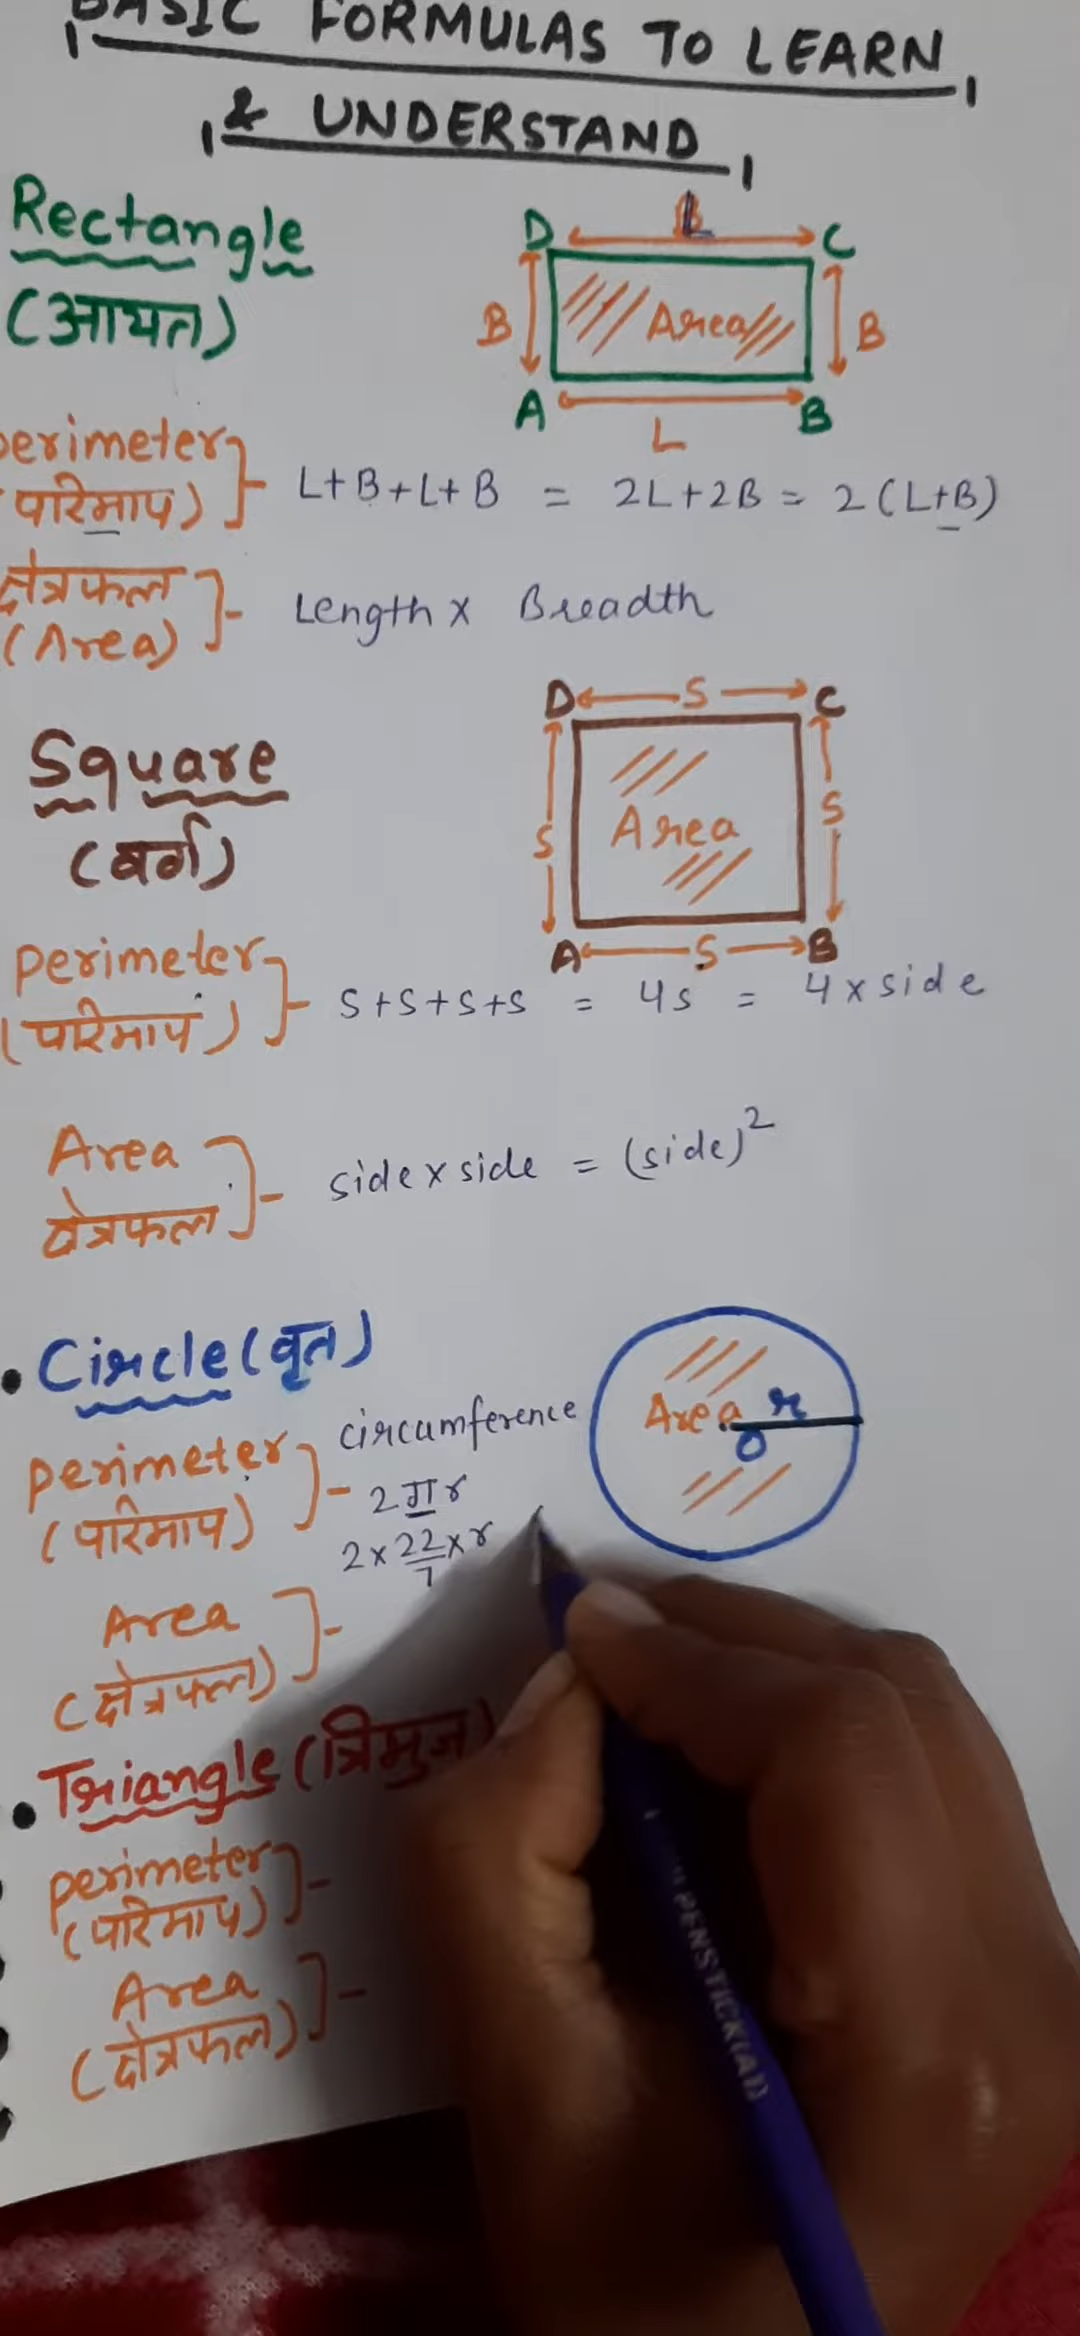 BASIC FORMULAS TO LEARN
& UNDERSTAND
Rectangle
(आयत)
D L C
B Area B
A L B
perimeter
(परिमाप)
L+B+L+B = 2L+2B = 2(L+B)
क्षेत्रफल
(Area)
Length x Breadth
D S C
Square
(वर्ग)
S Area S
A S B
perimeter
(परिमाप)
S+S+S+S = 4S = 4 x side
Area
क्षेत्रफल
side x side = (side)²
Circle (वृत)
Area r
O
perimeter
(परिमाप)
circumference
2πr
2 x 22/7 x r
Area
(क्षेत्रफल)
Triangle (त्रिभुज)
perimeter
(परिमाप)
Area
(क्षेत्रफल)
PENSTICK